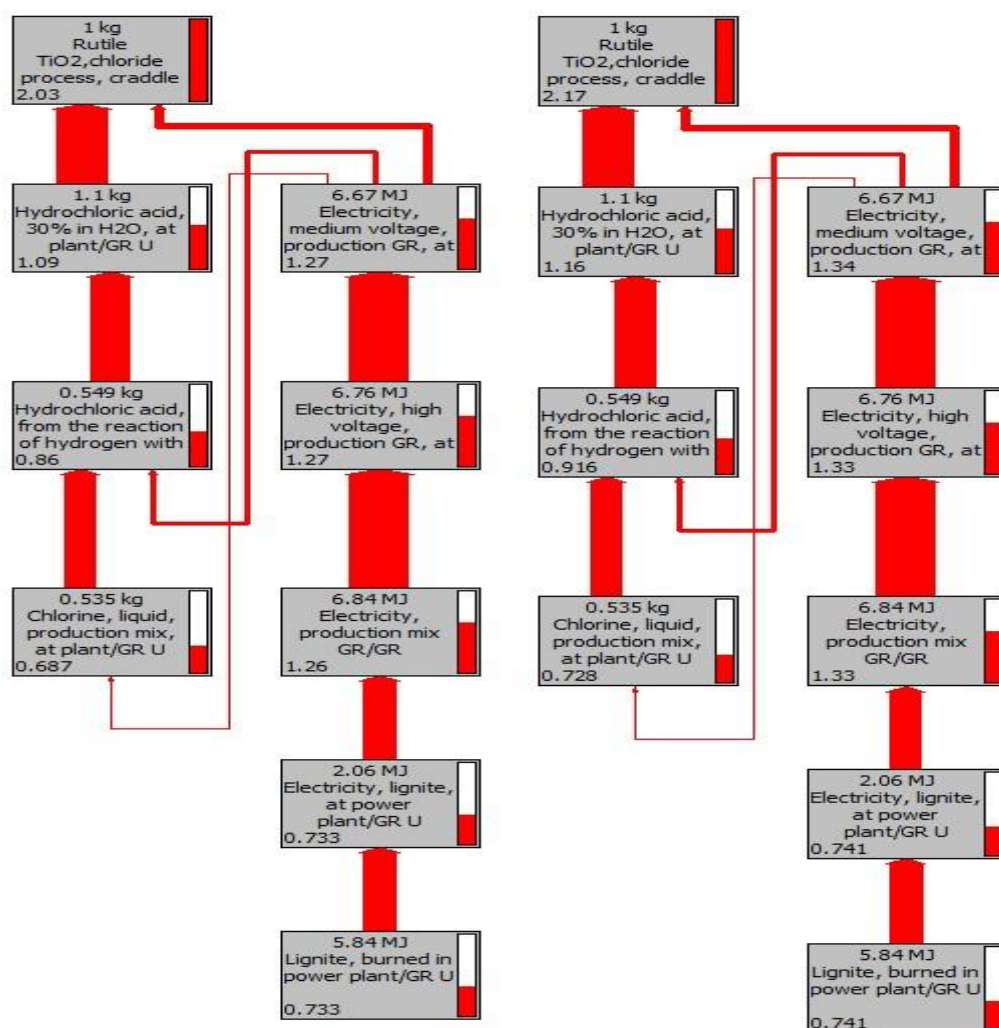 1 kg
Rutile
TiO2,chloride
process, craddle
2.03
1.1 kg
Hydrochloric acid,
30% in H2O, at
plant/GR U
1.09
6.67 MJ
Electricity,
medium voltage,
production GR, at
1.27
0.549 kg
Hydrochloric acid,
from the reaction
of hydrogen with
0.86
6.76 MJ
Electricity, high
voltage,
production GR, at
1.27
0.535 kg
Chlorine, liquid,
production mix,
at plant/GR U
0.687
6.84 MJ
Electricity,
production mix
GR/GR
1.26
2.06 MJ
Electricity, lignite,
at power
plant/GR U
0.733
5.84 MJ
Lignite, burned in
power plant/GR U
0.733
1 kg
Rutile
TiO2,chloride
process, craddle
2.17
1.1 kg
Hydrochloric acid,
30% in H2O, at
plant/GR U
1.16
6.67 MJ
Electricity,
medium voltage,
production GR, at
1.34
0.549 kg
Hydrochloric acid,
from the reaction
of hydrogen with
0.916
6.76 MJ
Electricity, high
voltage,
production GR, at
1.33
0.535 kg
Chlorine, liquid,
production mix,
at plant/GR U
0.728
6.84 MJ
Electricity,
production mix
GR/GR
1.33
2.06 MJ
Electricity, lignite,
at power
plant/GR U
0.741
5.84 MJ
Lignite, burned in
power plant/GR U
0.741